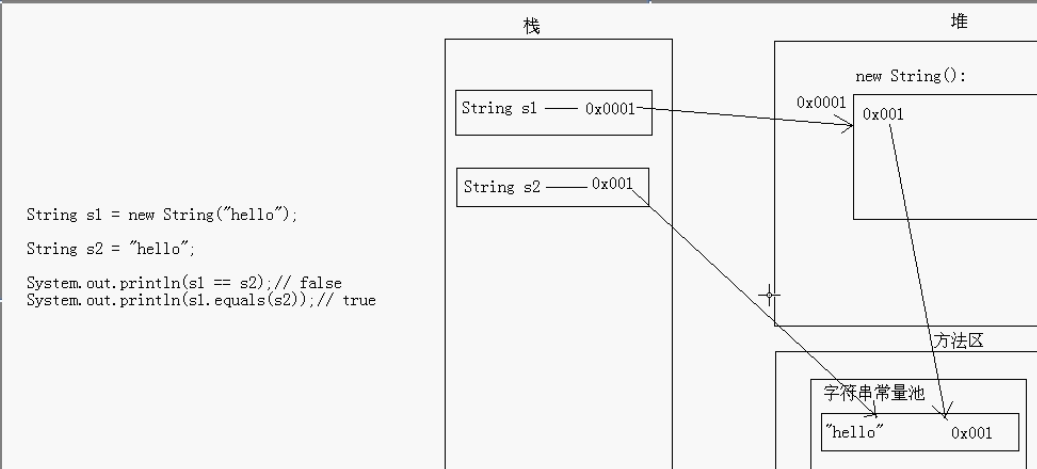 String s1 = new String("hello");
String s2 = "hello";
System.out.println(s1 == s2);// false
System.out.println(s1.equals(s2));// true
栈
String s1 0x0001
String s2 0x001
堆
new String():
0x0001
0x001
方法区
字符串常量池
"hello" 0x001